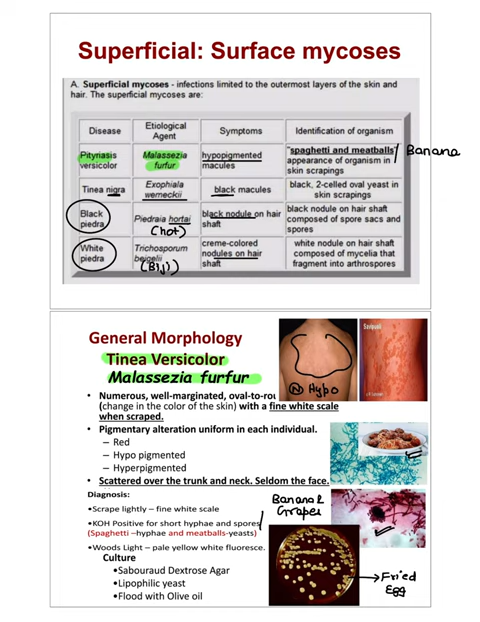 Superficial: Surface mycoses
A. Superficial mycoses - infections limited to the outermost layers of the skin and
hair. The superficial mycoses are:
Disease
Etiological
Agent
Symptoms
Identification of organism
Pityriasis
versicolor
Malassezia
furfur
hypopigmented
macules
"spaghetti and meatballs"
appearance of organism in
skin scrapings
Banana
Tinea nigra
Exophiala
werneckii
black macules
black, 2-celled oval yeast in
skin scrapings
Black
piedra
Piedraia hortai
(hot)
black nodule on hair
shaft
black nodule on hair shaft
composed of spore sacs and
spores
White
piedra
Trichosporum
beigelii
(Biji)
creme-colored
nodules on hair
shaft
white nodule on hair shaft
composed of mycelia that
fragment into arthrospores
General Morphology
Tinea Versicolor
Malassezia furfur
N Hypo
• Numerous, well-marginated, oval-to-rou
(change in the color of the skin) with a fine white scale
when scraped.
• Pigmentary alteration uniform in each individual.
– Red
– Hypo pigmented
– Hyperpigmented
• Scattered over the trunk and neck. Seldom the face.
Diagnosis:
•Scrape lightly – fine white scale
•KOH Positive for short hyphae and spores
(Spaghetti –hyphae and meatballs-yeasts)
•Woods Light – pale yellow white fluoresce.
Banana &
Grapes
Culture
•Sabouraud Dextrose Agar
•Lipophilic yeast
•Flood with Olive oil
Fried
Egg